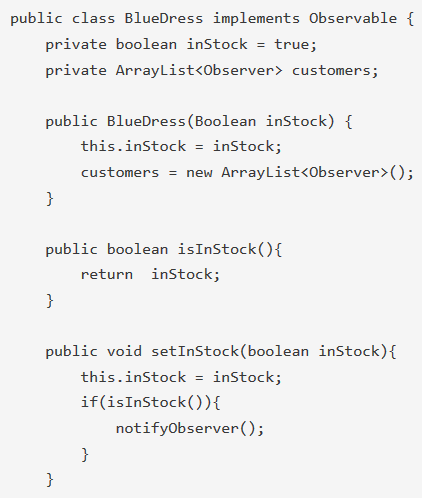 public class BlueDress implements Observable {
    private boolean inStock = true;
    private ArrayList<Observer> customers;

    public BlueDress(Boolean inStock) {
        this.inStock = inStock;
        customers = new ArrayList<Observer>();
    }

    public boolean isInStock(){
        return  inStock;
    }

    public void setInStock(boolean inStock){
        this.inStock = inStock;
        if(isInStock()){
            notifyObserver();
        }
    }